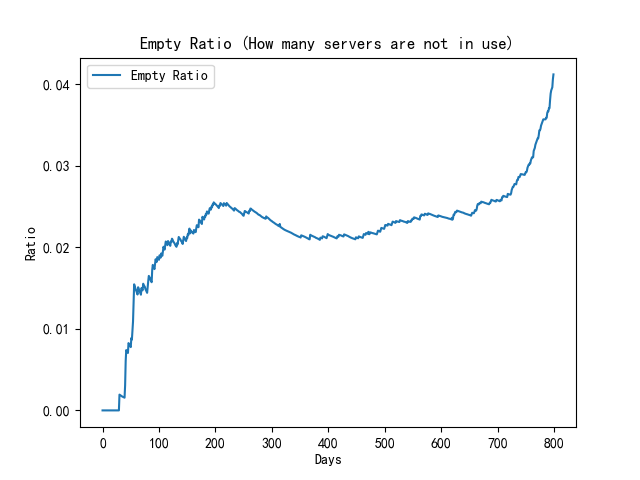 Empty Ratio (How many servers are not in use)
Empty Ratio
0.04
0.03
0.02
0.01
0.00
Ratio
0 100 200 300 400 500 600 700 800
Days